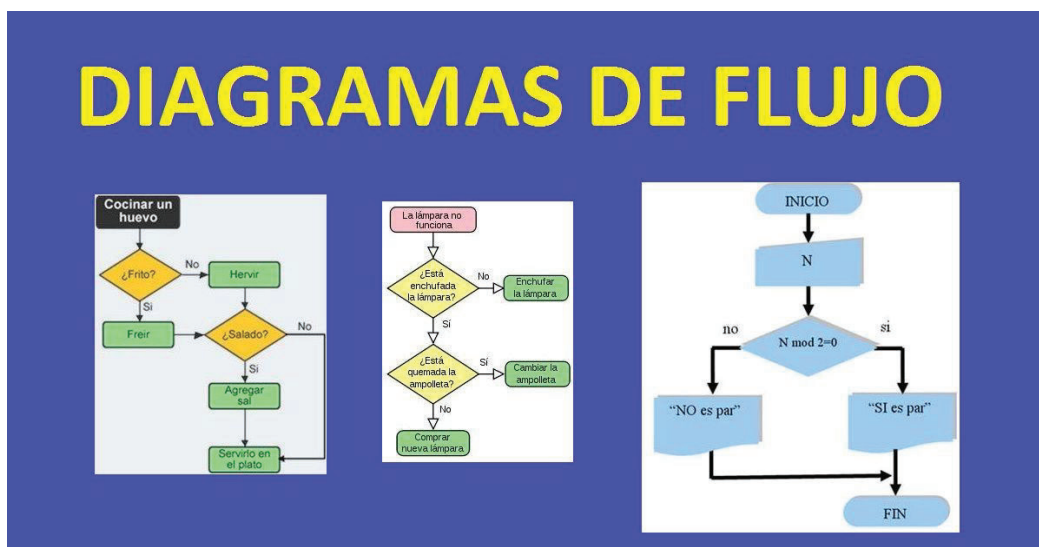 DIAGRAMAS DE FLUJO
Cocinar un
huevo
¿Frito?
No
Hervir
Si
Freir
¿Salado?
No
Si
Agregar
sal
Servirlo en
el plato
La lámpara no
funciona
¿Está
enchufada
la lámpara?
No
Enchufar
la lámpara
Sí
¿Está
quemada la
ampolleta?
Sí
Cambiar la
ampolleta
No
Comprar
nueva lámpara
INICIO
N
N mod 2=0
no
si
“NO es par”
“SI es par”
FIN